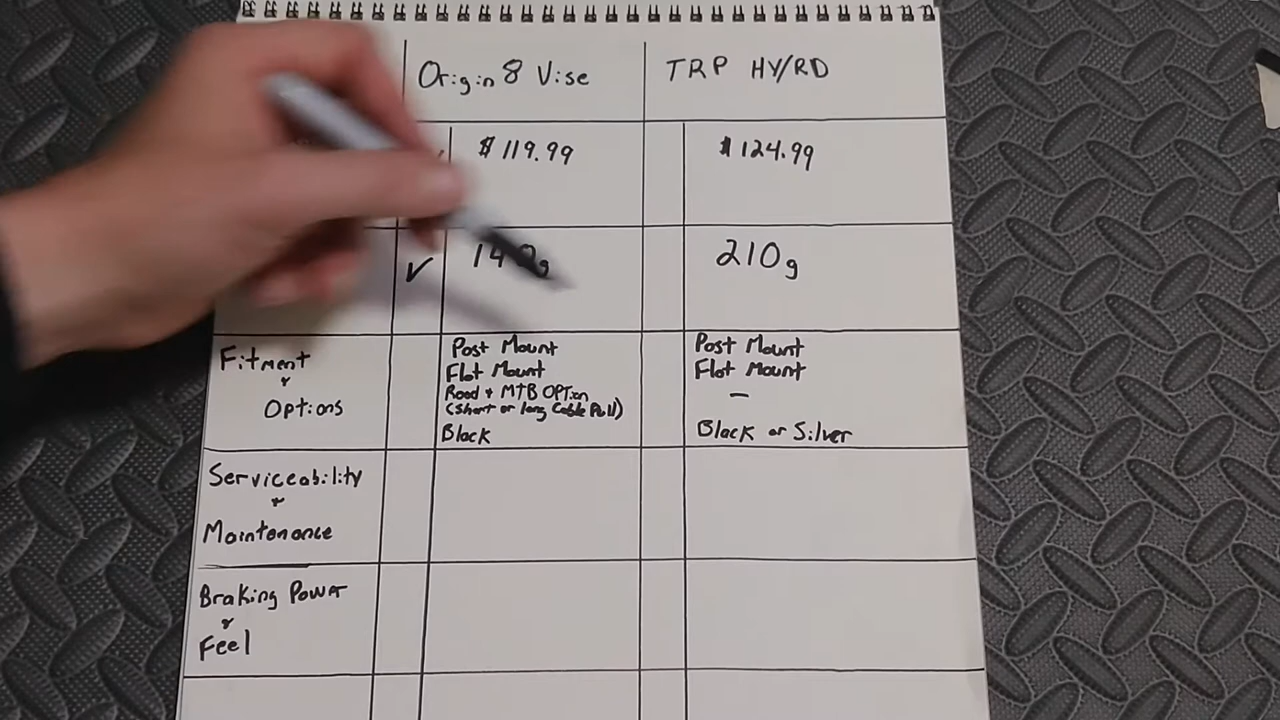 Origin 8 Vise
TRP HY/RD
$119.99
$124.99
210g
Fitment
&
Options
Post Mount
Flat Mount
Road + MTB OPTion
(Short or long Cable Pull)
Black
Post Mount
Flat Mount
—
Black or Silver
Serviceability
&
Maintenance
Braking Power
&
Feel